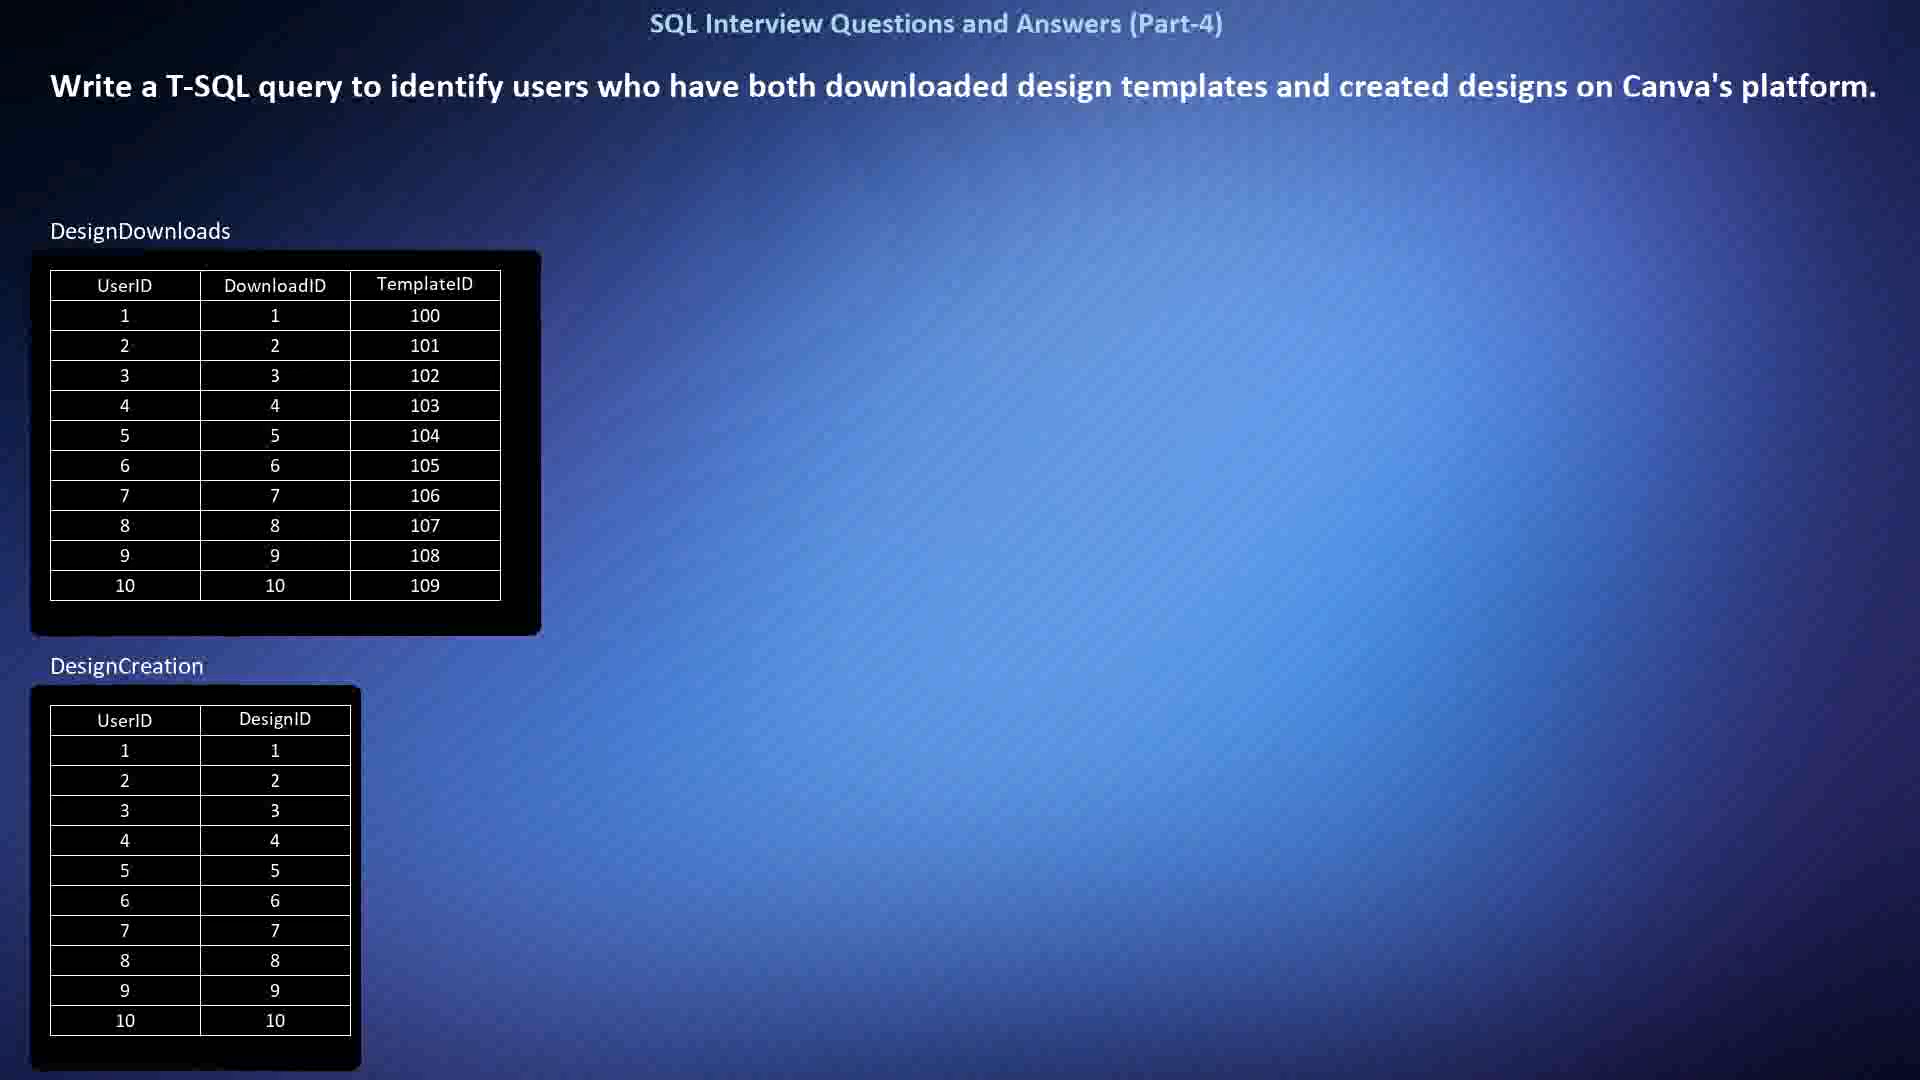 SQL Interview Questions and Answers (Part-4)
Write a T-SQL query to identify users who have both downloaded design templates and created designs on Canva's platform.
DesignDownloads
UserID DownloadID TemplateID
1 1 100
2 2 101
3 3 102
4 4 103
5 5 104
6 6 105
7 7 106
8 8 107
9 9 108
10 10 109
DesignCreation
UserID DesignID
1 1
2 2
3 3
4 4
5 5
6 6
7 7
8 8
9 9
10 10